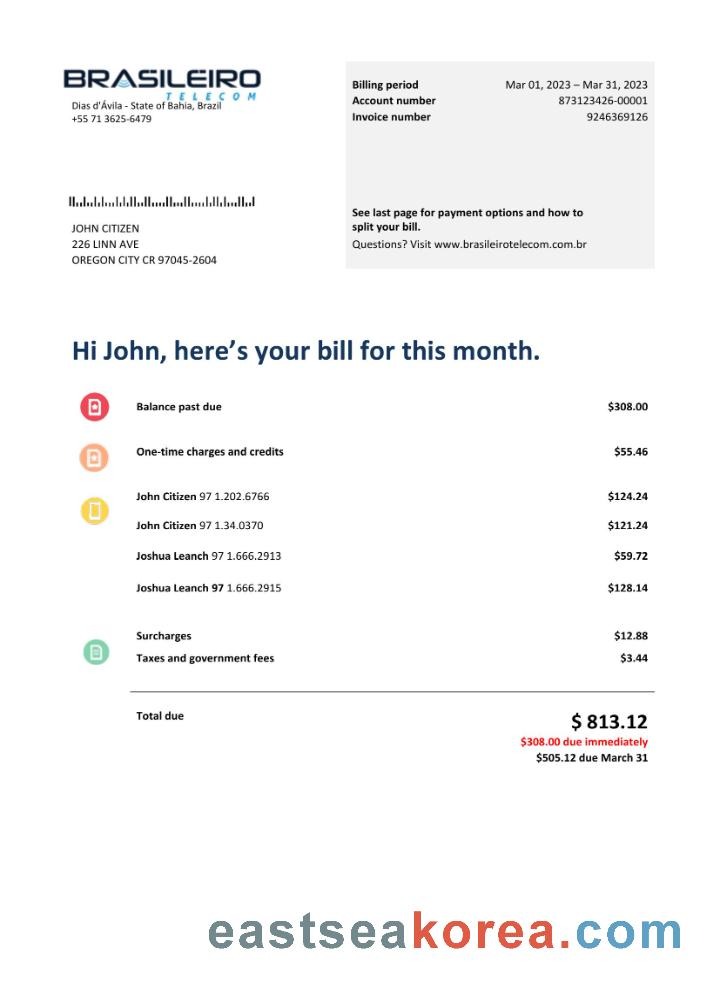 BRASILEIRO
TELECOM
Dias d'Ávila - State of Bahia, Brazil
+55 71 3625-6479
Billing period Mar 01, 2023 – Mar 31, 2023
Account number 873123426-00001
Invoice number 9246369126
See last page for payment options and how to
split your bill.
Questions? Visit www.brasileirotelecom.com.br
JOHN CITIZEN
226 LINN AVE
OREGON CITY CR 97045-2604
Hi John, here’s your bill for this month.
Balance past due $308.00
One-time charges and credits $55.46
John Citizen 97 1.202.6766 $124.24
John Citizen 97 1.34.0370 $121.24
Joshua Leanch 97 1.666.2913 $59.72
Joshua Leanch 97 1.666.2915 $128.14
Surcharges $12.88
Taxes and government fees $3.44
Total due $ 813.12
$308.00 due immediately
$505.12 due March 31
eastseakorea.com